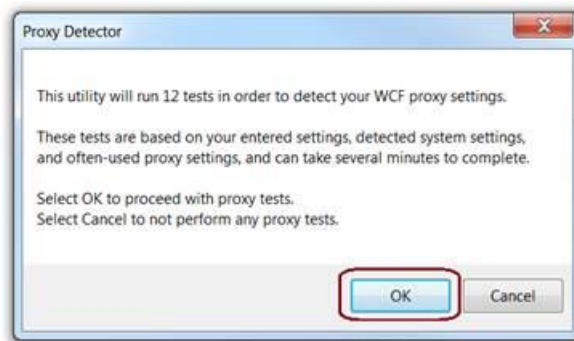 Proxy Detector
This utility will run 12 tests in order to detect your WCF proxy settings.
These tests are based on your entered settings, detected system settings,
and often-used proxy settings, and can take several minutes to complete.
Select OK to proceed with proxy tests.
Select Cancel to not perform any proxy tests.
OK
Cancel